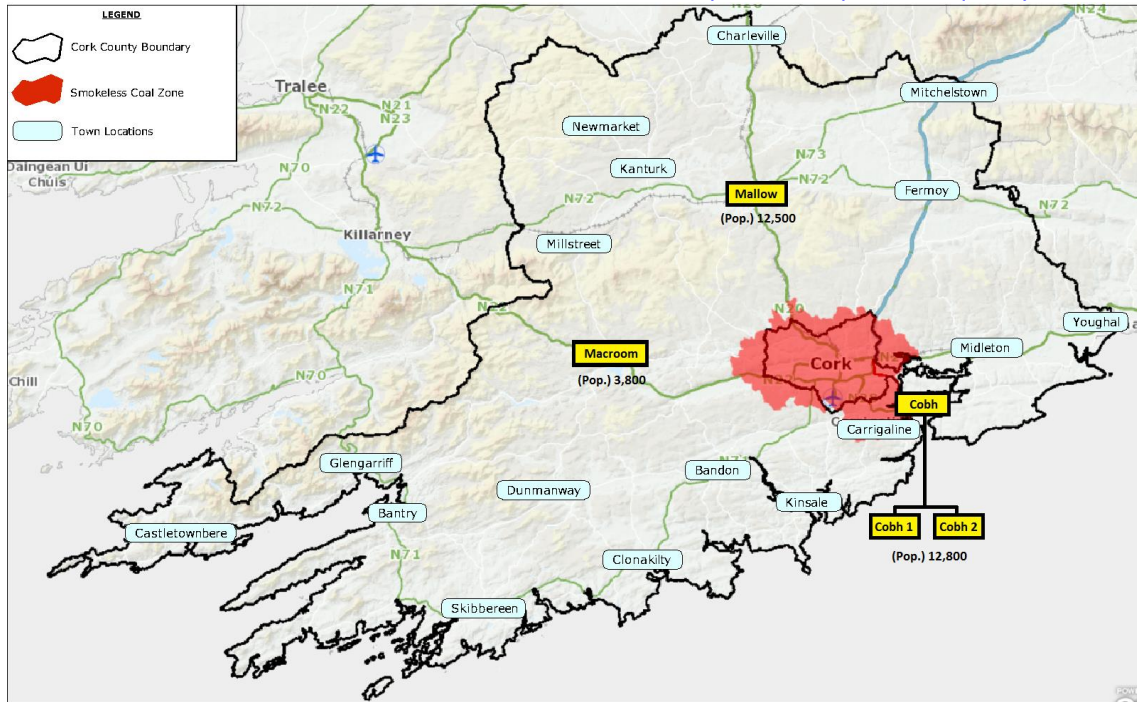 LEGEND
Cork County Boundary
Smokeless Coal Zone
Town Locations
N24
Charleville
Tralee
N22
N21
N23
Mitchelstown
Newmarket
Daingean Uí
Chúis
N70
Kanturk
N73
N72
N72
Mallow
Fermoy
N72
N72
(Pop.) 12,500
Killarney
Millstreet
N71
N22
N20
Youghal
Macroom
Midleton
Cork
(Pop.) 3,800
Chill
N70
N70
Cobh
Carrigaline
Glengarriff
Bandon
N71
Dunmanway
Kinsale
Bantry
Castletownbere
Cobh 1
Cobh 2
N71
(Pop.) 12,800
Clonakilty
Skibbereen